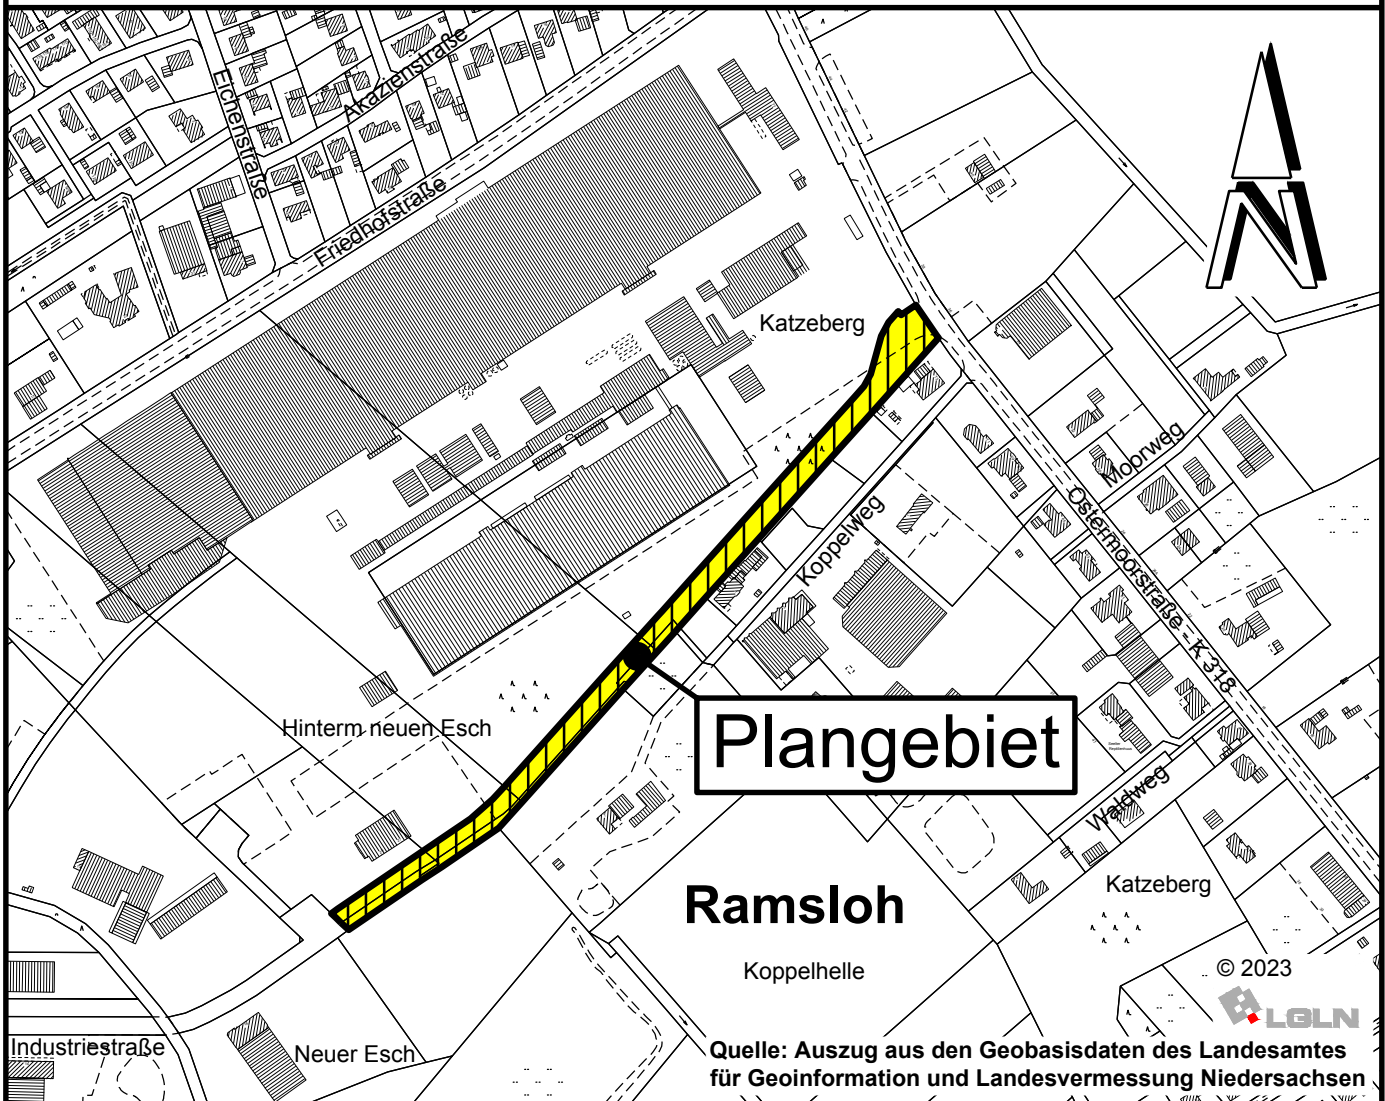 Akazienstraße
Eichenstraße
Friedhofstraße
Katzeberg
Moorweg
Koppelweg
Ostermoorstraße - K 318
Hinterm neuen Esch
Plangebiet
Waldweg
Ramsloh
Katzeberg
Koppelhelle
© 2023
LGLN
Industriestraße
Neuer Esch
Quelle: Auszug aus den Geobasisdaten des Landesamtes
für Geoinformation und Landesvermessung Niedersachsen
N